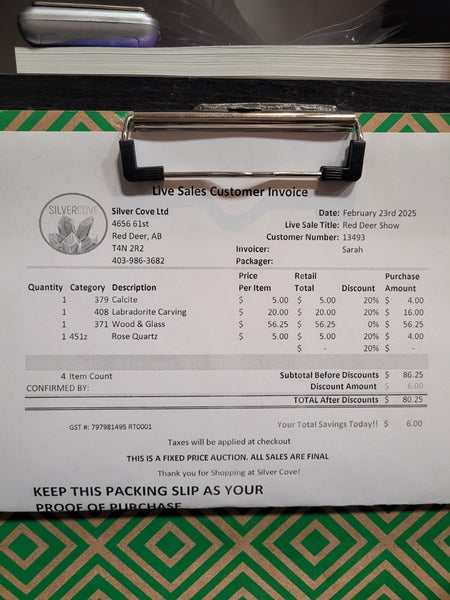 Live Sales Customer Invoice
SILVERCOVE
Silver Cove Ltd
4656 61st
Red Deer, AB
T4N 2R2
403-986-3682
Date: February 23rd 2025
Live Sale Title: Red Deer Show
Customer Number: 13493
Invoicer: Sarah
Packager:
Quantity Category Description Price Per Item Retail Total Discount Purchase Amount
1 379 Calcite $ 5.00 $ 5.00 20% $ 4.00
1 408 Labradorite Carving $ 20.00 $ 20.00 20% $ 16.00
1 371 Wood & Glass $ 56.25 $ 56.25 0% $ 56.25
1 451z Rose Quartz $ 5.00 $ 5.00 20% $ 4.00
$ - 20% $ -
4 Item Count Subtotal Before Discounts $ 86.25
CONFIRMED BY: Discount Amount $ 6.00
TOTAL After Discounts $ 80.25
GST #: 797981495 RT0001 Your Total Savings Today!! $ 6.00
Taxes will be applied at checkout
THIS IS A FIXED PRICE AUCTION. ALL SALES ARE FINAL
Thank you for Shopping at Silver Cove!
KEEP THIS PACKING SLIP AS YOUR
PROOF OF PURCHASE